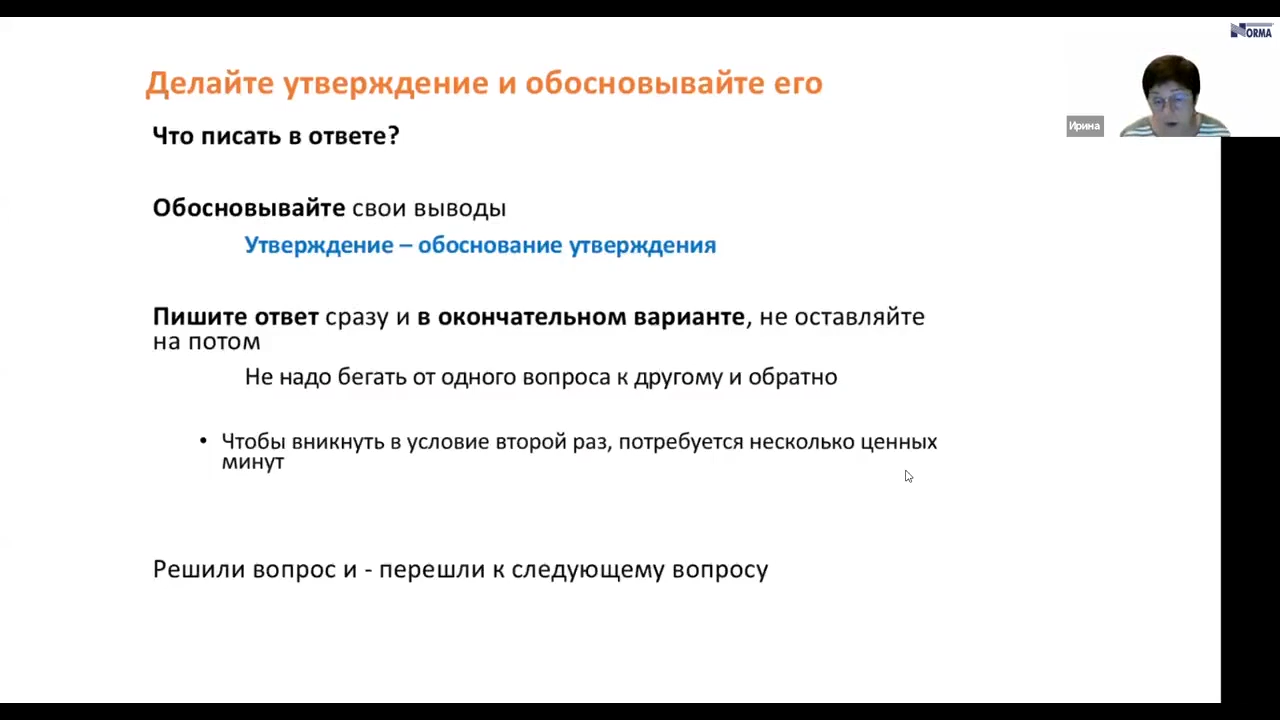 NORMA
Делайте утверждение и обосновывайте его
Ирина
Что писать в ответе?
Обосновывайте свои выводы
Утверждение – обоснование утверждения
Пишите ответ сразу и в окончательном варианте, не оставляйте
на потом
Не надо бегать от одного вопроса к другому и обратно
• Чтобы вникнуть в условие второй раз, потребуется несколько ценных
минут
Решили вопрос и - перешли к следующему вопросу